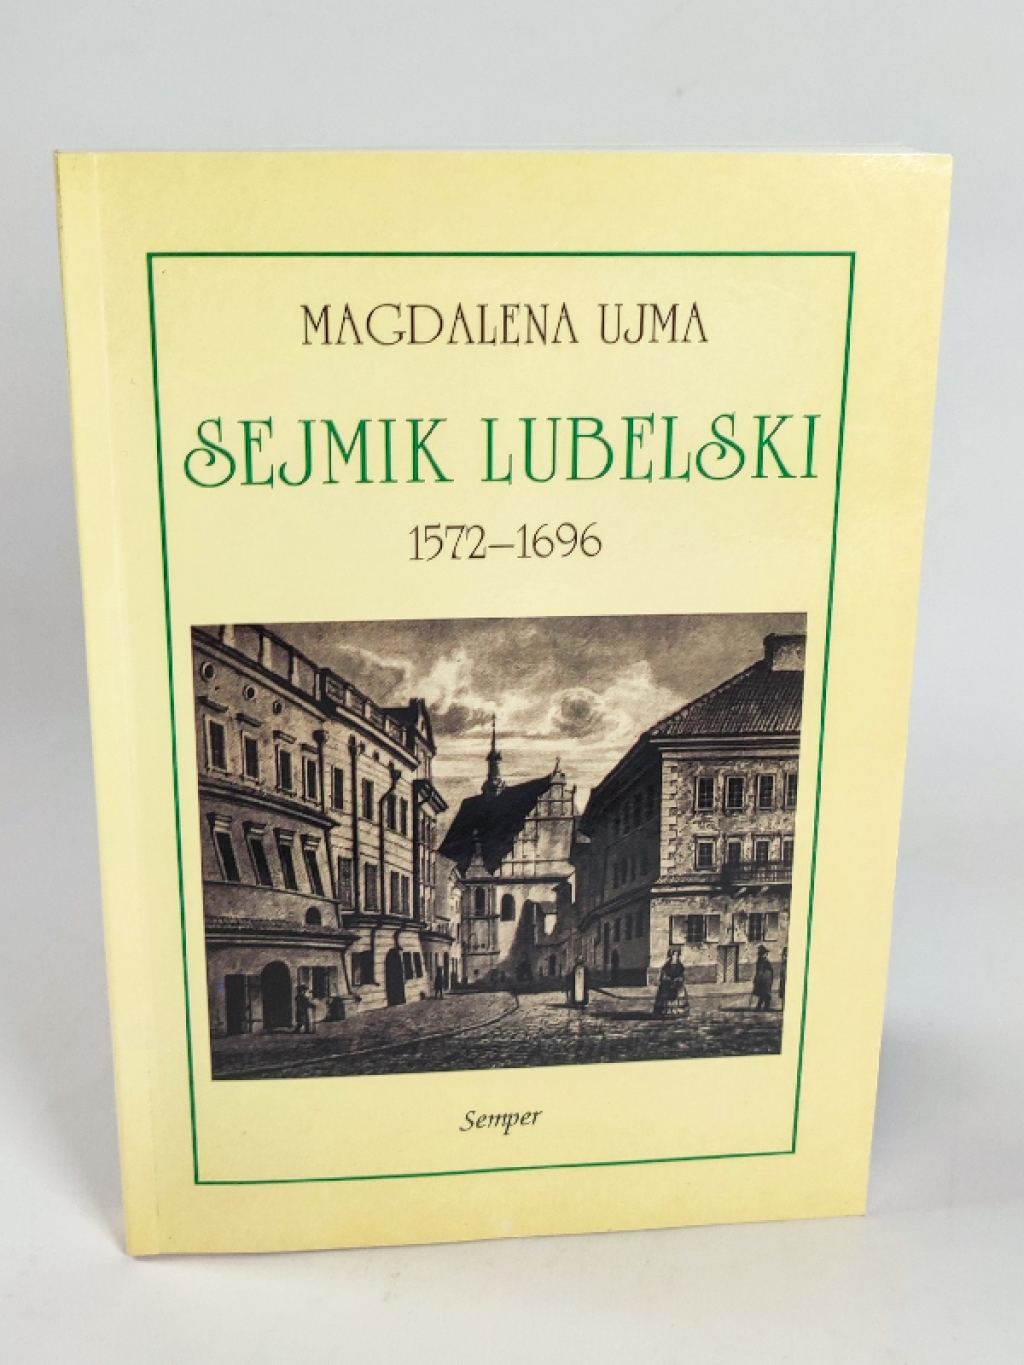 MAGDALENA UJMA
SEJMIK LUBELSKI
1572–1696
Semper